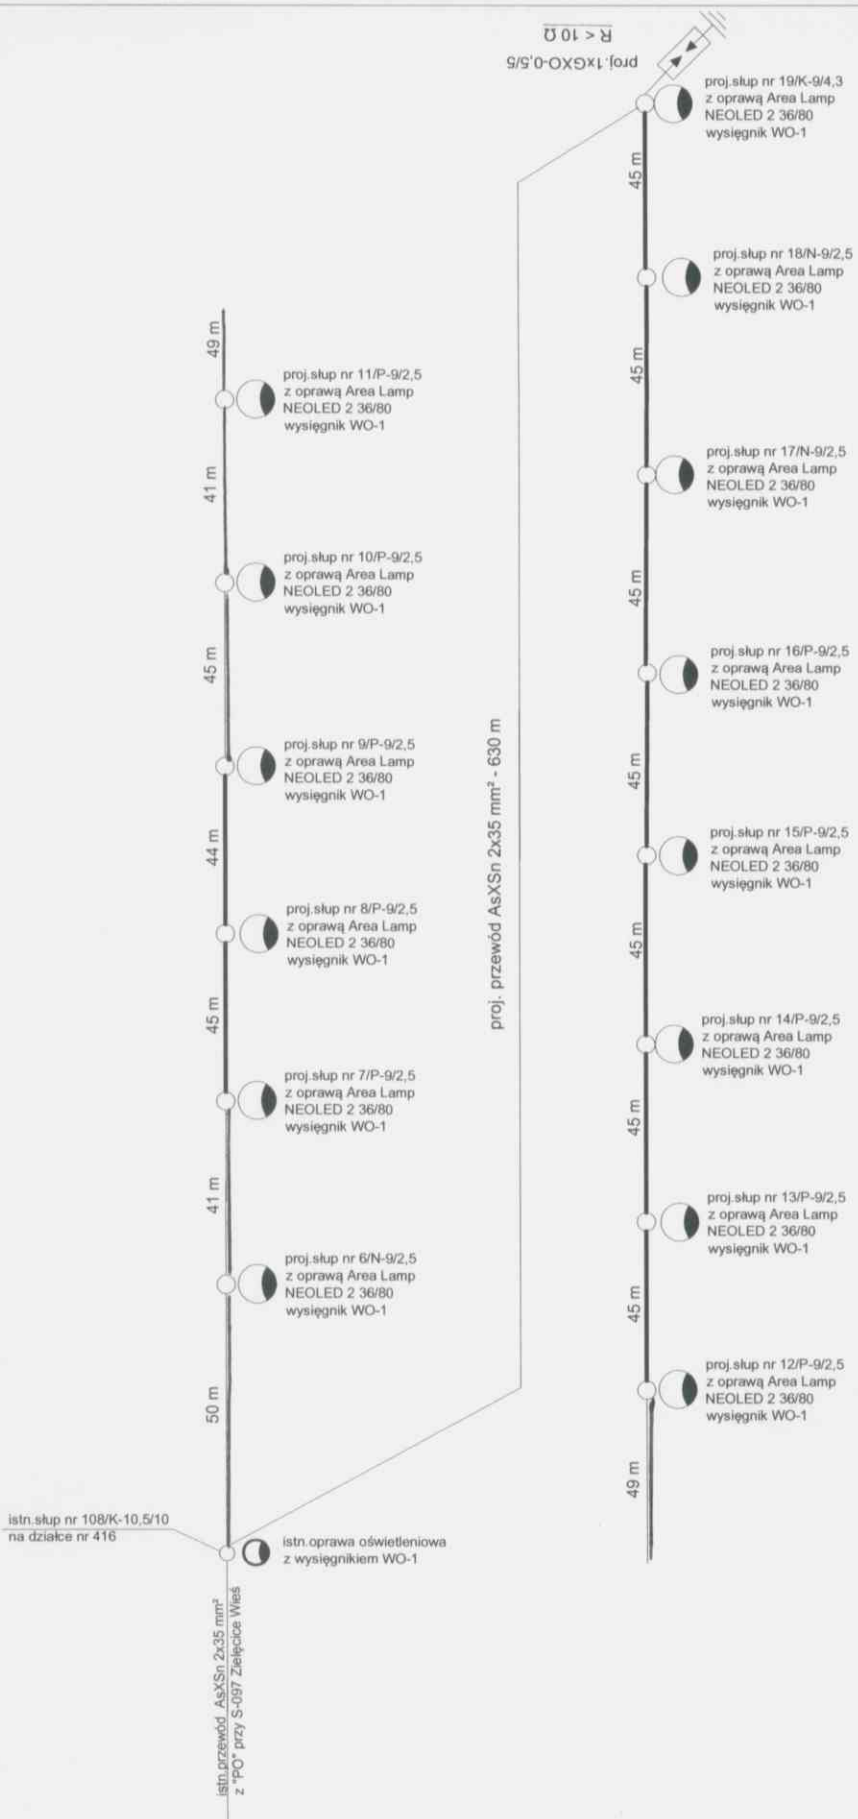 R < 10 Ω
proj.1xGXO-0,5/5
proj.słup nr 19/K-9/4,3
z oprawą Area Lamp
NEOLED 2 36/80
wysięgnik WO-1
45 m
proj.słup nr 18/N-9/2,5
z oprawą Area Lamp
NEOLED 2 36/80
wysięgnik WO-1
45 m
proj.słup nr 17/N-9/2,5
z oprawą Area Lamp
NEOLED 2 36/80
wysięgnik WO-1
45 m
proj.słup nr 16/P-9/2,5
z oprawą Area Lamp
NEOLED 2 36/80
wysięgnik WO-1
45 m
proj.słup nr 15/P-9/2,5
z oprawą Area Lamp
NEOLED 2 36/80
wysięgnik WO-1
45 m
proj.słup nr 14/P-9/2,5
z oprawą Area Lamp
NEOLED 2 36/80
wysięgnik WO-1
45 m
proj.słup nr 13/P-9/2,5
z oprawą Area Lamp
NEOLED 2 36/80
wysięgnik WO-1
45 m
proj.słup nr 12/P-9/2,5
z oprawą Area Lamp
NEOLED 2 36/80
wysięgnik WO-1
49 m
proj. przewód AsXSn 2x35 mm² - 630 m
49 m
proj.słup nr 11/P-9/2,5
z oprawą Area Lamp
NEOLED 2 36/80
wysięgnik WO-1
41 m
proj.słup nr 10/P-9/2,5
z oprawą Area Lamp
NEOLED 2 36/80
wysięgnik WO-1
45 m
proj.słup nr 9/P-9/2,5
z oprawą Area Lamp
NEOLED 2 36/80
wysięgnik WO-1
44 m
proj.słup nr 8/P-9/2,5
z oprawą Area Lamp
NEOLED 2 36/80
wysięgnik WO-1
45 m
proj.słup nr 7/P-9/2,5
z oprawą Area Lamp
NEOLED 2 36/80
wysięgnik WO-1
41 m
proj.słup nr 6/N-9/2,5
z oprawą Area Lamp
NEOLED 2 36/80
wysięgnik WO-1
50 m
istn.słup nr 108/K-10,5/10
na działce nr 416
istn.oprawa oświetleniowa
z wysięgnikiem WO-1
istn.przewód AsXSn 2x35 mm²
z "PO" przy S-097 Zielęcice Wieś